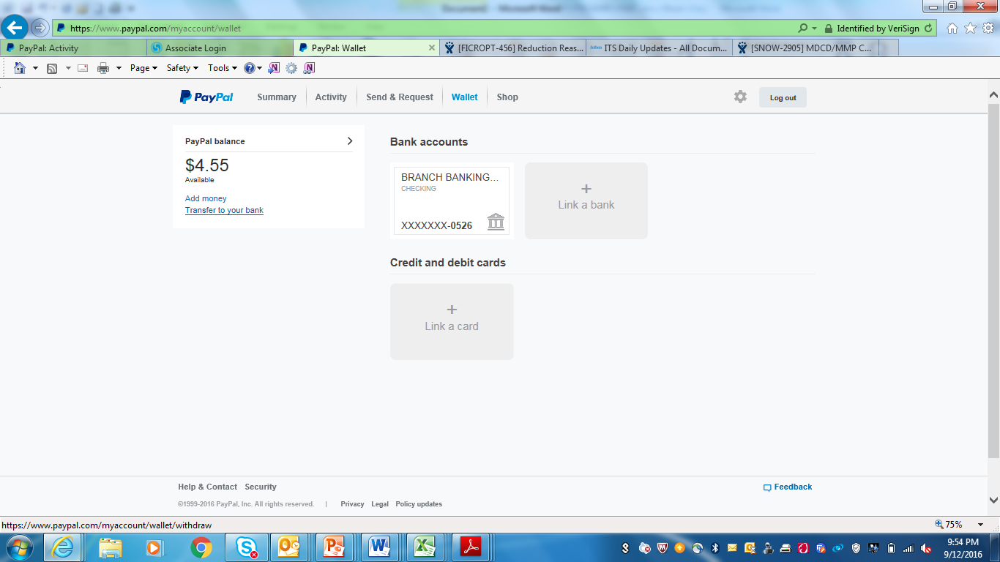 https://www.paypal.com/myaccount/wallet
Identified by VeriSign
PayPal: Activity
Associate Login
PayPal: Wallet
[FICROPT-456] Reduction Reas...
ITS Daily Updates - All Docum...
[SNOW-2905] MDCD/MMP C...
Page
Safety
Tools
PayPal
Summary
Activity
Send & Request
Wallet
Shop
Log out
PayPal balance
$4.55
Available
Add money
Transfer to your bank
Bank accounts
BRANCH BANKING...
CHECKING
XXXXXXX-0526
+
Link a bank
Credit and debit cards
+
Link a card
Help & Contact Security
Feedback
©1999-2016 PayPal, Inc. All rights reserved. | Privacy Legal Policy updates
https://www.paypal.com/myaccount/wallet/withdraw
75%
9:54 PM
9/12/2016